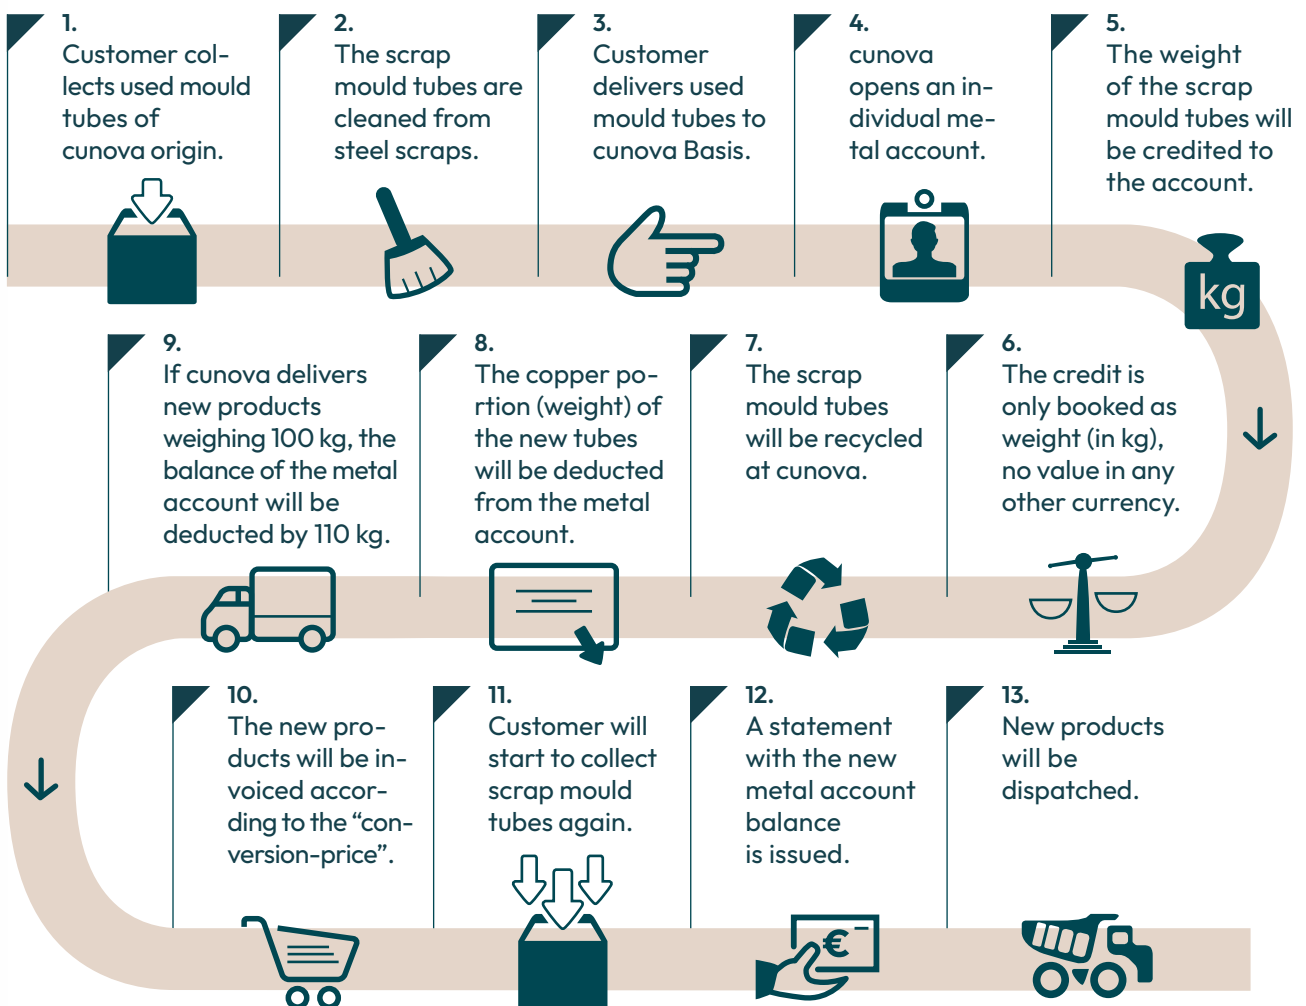 1.
Customer col-
lects used mould
tubes of
cunova origin.
2.
The scrap
mould tubes are
cleaned from
steel scraps.
3.
Customer
delivers used
mould tubes to
cunova Basis.
4.
cunova
opens an in-
dividual me-
tal account.
5.
The weight
of the scrap
mould tubes will
be credited to
the account.
kg
6.
The credit is
only booked as
weight (in kg),
no value in any
other currency.
7.
The scrap
mould tubes
will be recycled
at cunova.
8.
The copper po-
rtion (weight) of
the new tubes
will be deducted
from the metal
account.
9.
If cunova delivers
new products
weighing 100 kg, the
balance of the metal
account will be
deducted by 110 kg.
10.
The new pro-
ducts will be in-
voiced accor-
ding to the “con-
version-price”.
11.
Customer will
start to collect
scrap mould
tubes again.
12.
A statement
with the new
metal account
balance
is issued.
€
13.
New products
will be
dispatched.